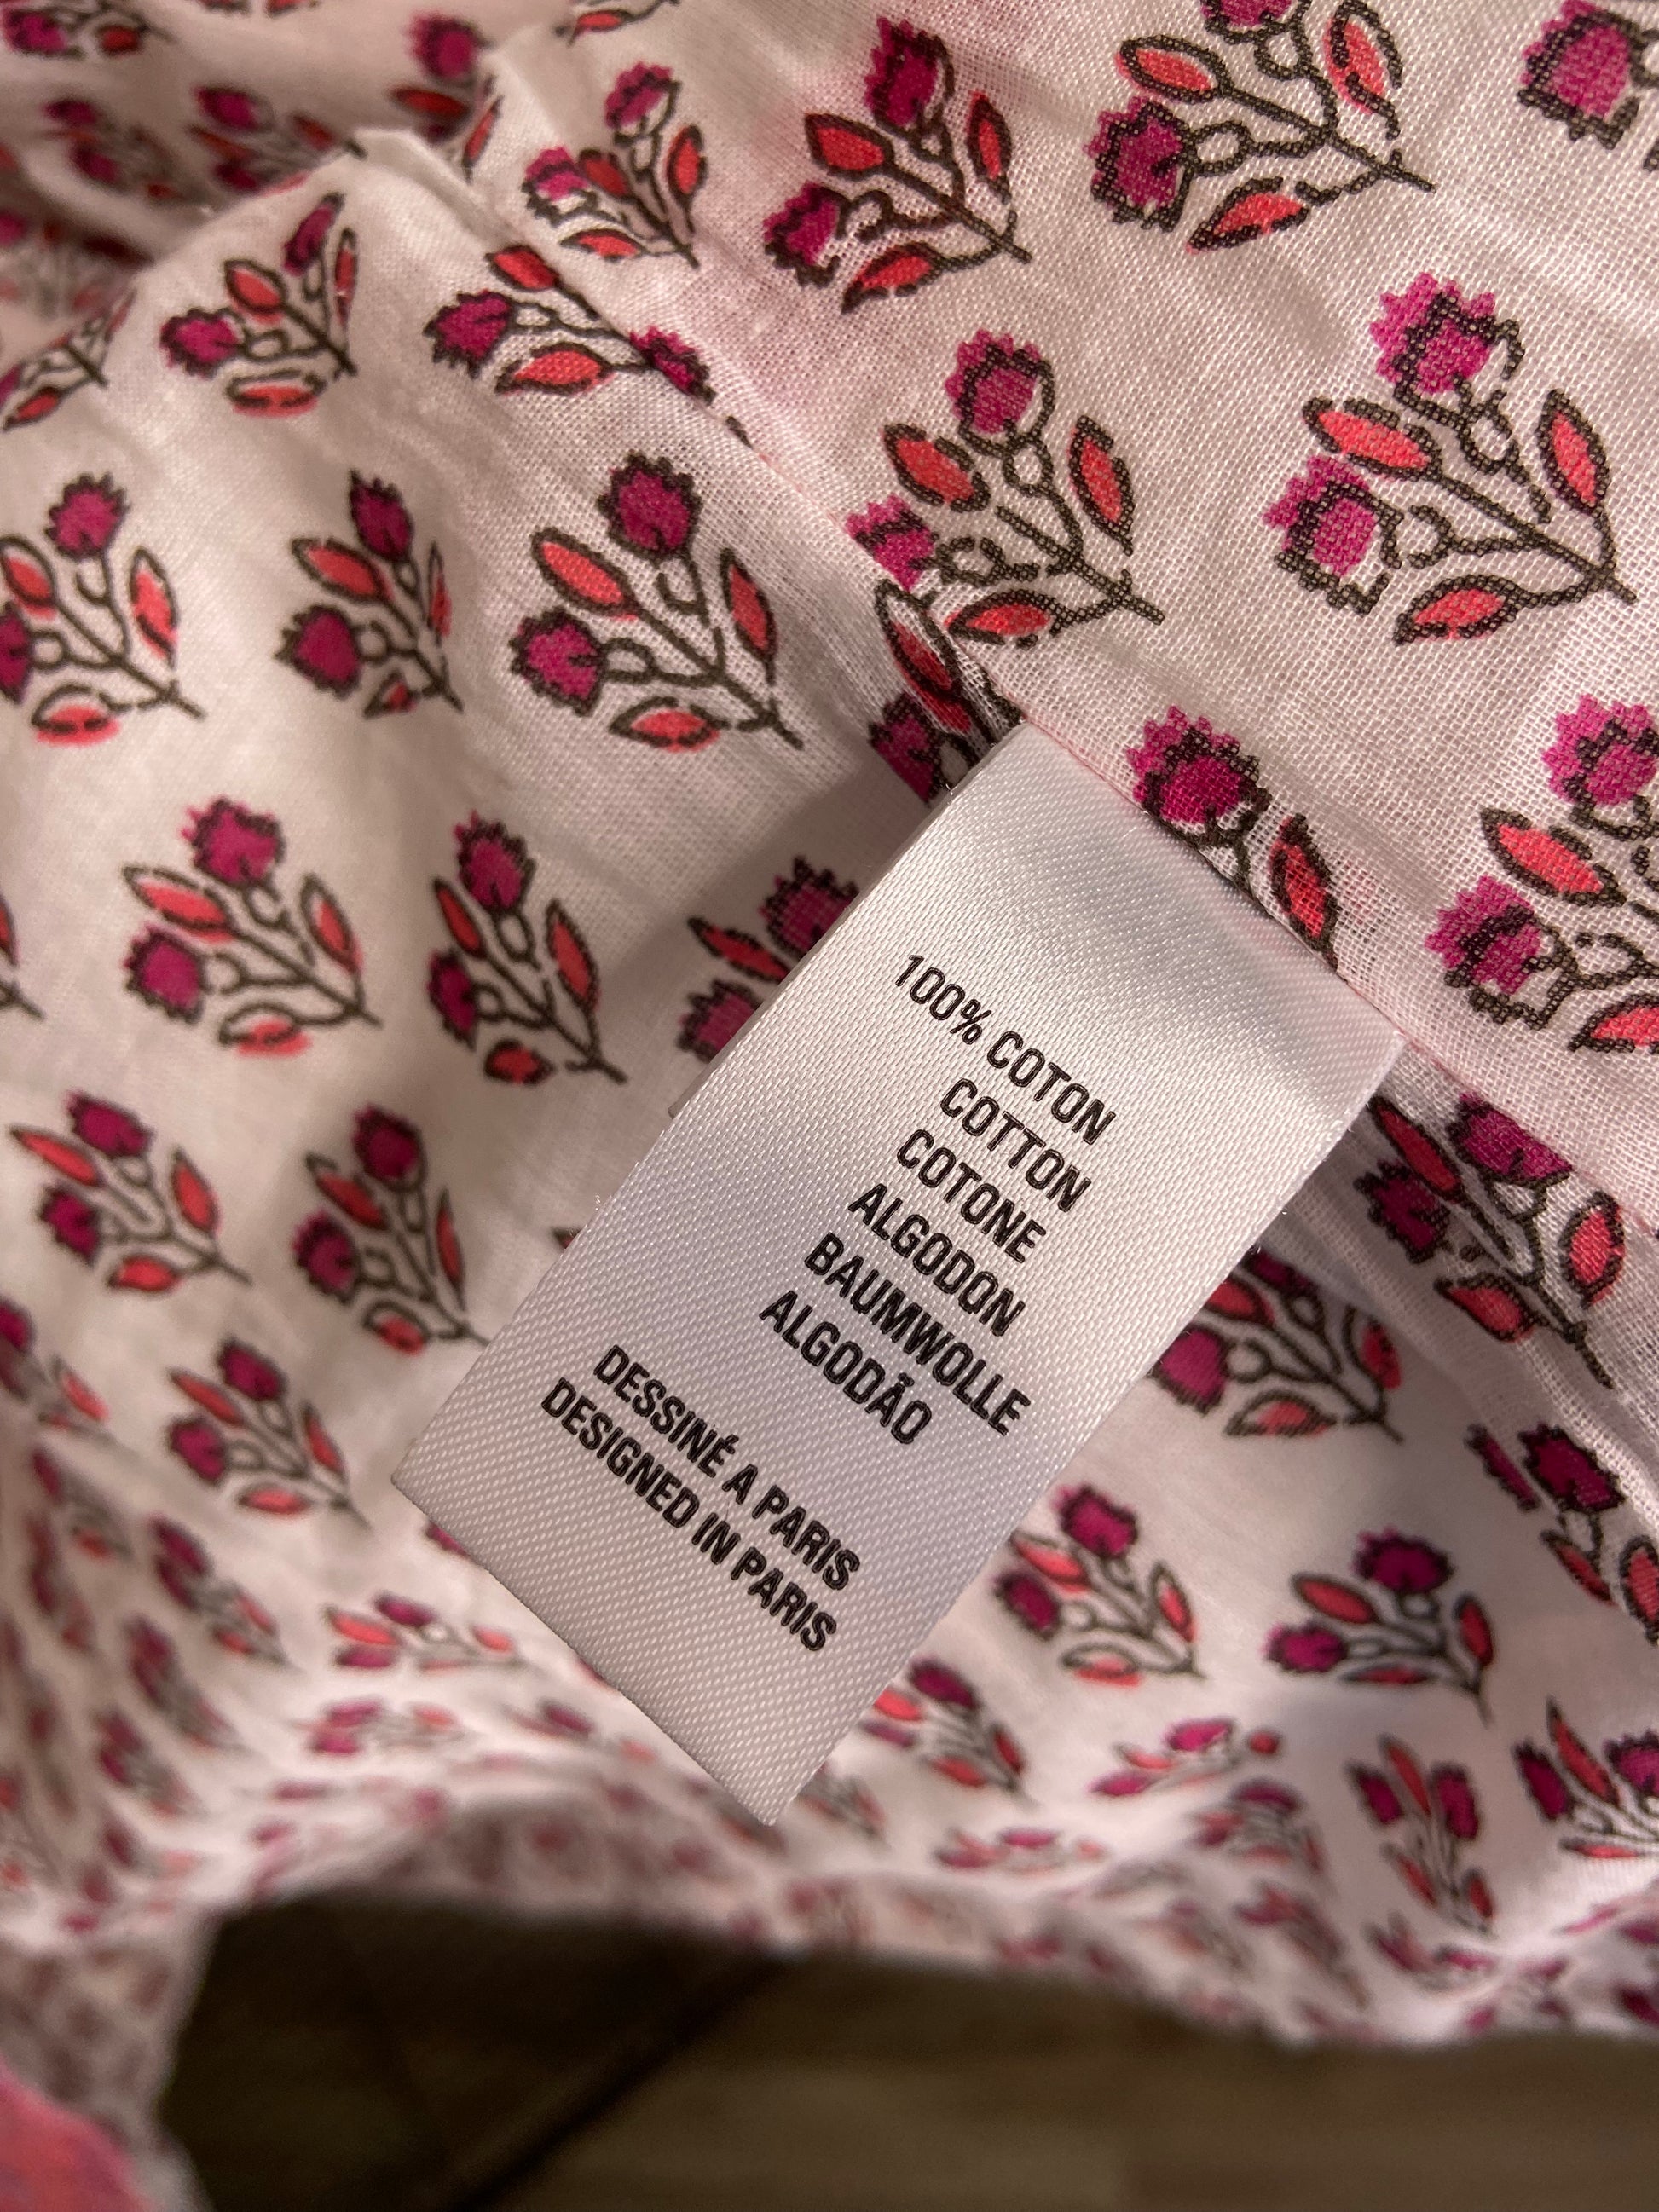 100% COTON
COTTON
COTONE
ALGODON
BAUMWOLLE
ALGODÃO
DESSINÉ A PARIS
DESIGNED IN PARIS